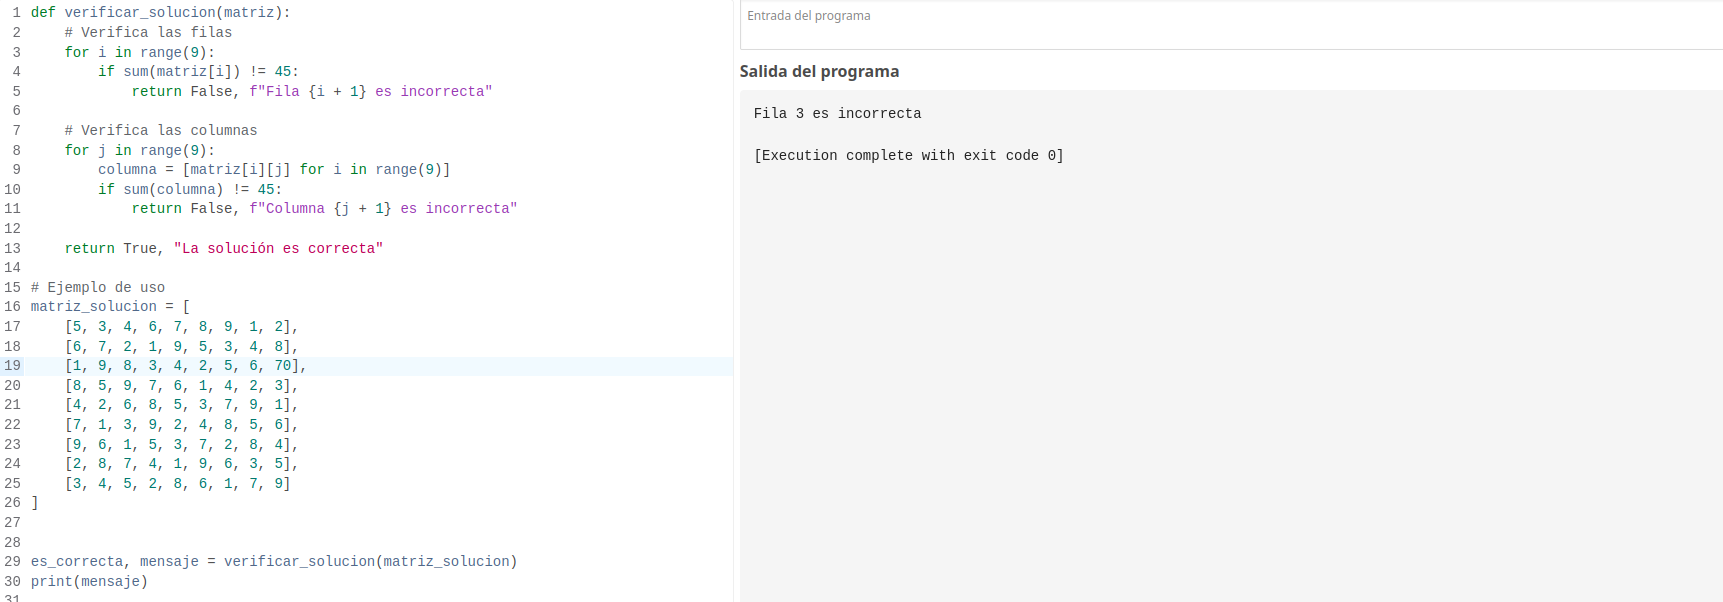 1 def verificar_solucion(matriz):
2     # Verifica las filas
3     for i in range(9):
4         if sum(matriz[i]) != 45:
5             return False, f"Fila {i + 1} es incorrecta"
6
7     # Verifica las columnas
8     for j in range(9):
9         columna = [matriz[i][j] for i in range(9)]
10         if sum(columna) != 45:
11             return False, f"Columna {j + 1} es incorrecta"
12
13     return True, "La solución es correcta"
14
15 # Ejemplo de uso
16 matriz_solucion = [
17     [5, 3, 4, 6, 7, 8, 9, 1, 2],
18     [6, 7, 2, 1, 9, 5, 3, 4, 8],
19     [1, 9, 8, 3, 4, 2, 5, 6, 70],
20     [8, 5, 9, 7, 6, 1, 4, 2, 3],
21     [4, 2, 6, 8, 5, 3, 7, 9, 1],
22     [7, 1, 3, 9, 2, 4, 8, 5, 6],
23     [9, 6, 1, 5, 3, 7, 2, 8, 4],
24     [2, 8, 7, 4, 1, 9, 6, 3, 5],
25     [3, 4, 5, 2, 8, 6, 1, 7, 9]
26 ]
27
28
29 es_correcta, mensaje = verificar_solucion(matriz_solucion)
30 print(mensaje)
31
Entrada del programa
Salida del programa
Fila 3 es incorrecta
[Execution complete with exit code 0]